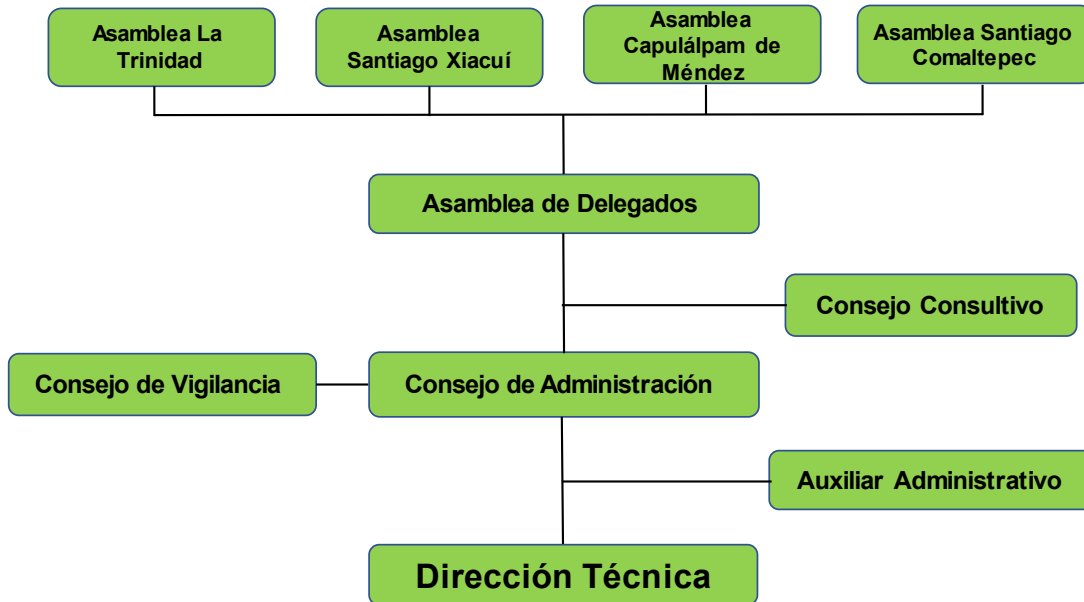 Asamblea La
Trinidad
Asamblea
Santiago Xiacuí
Asamblea
Capulálpam de
Méndez
Asamblea Santiago
Comaltepec
Asamblea de Delegados
Consejo Consultivo
Consejo de Vigilancia
Consejo de Administración
Auxiliar Administrativo
Dirección Técnica